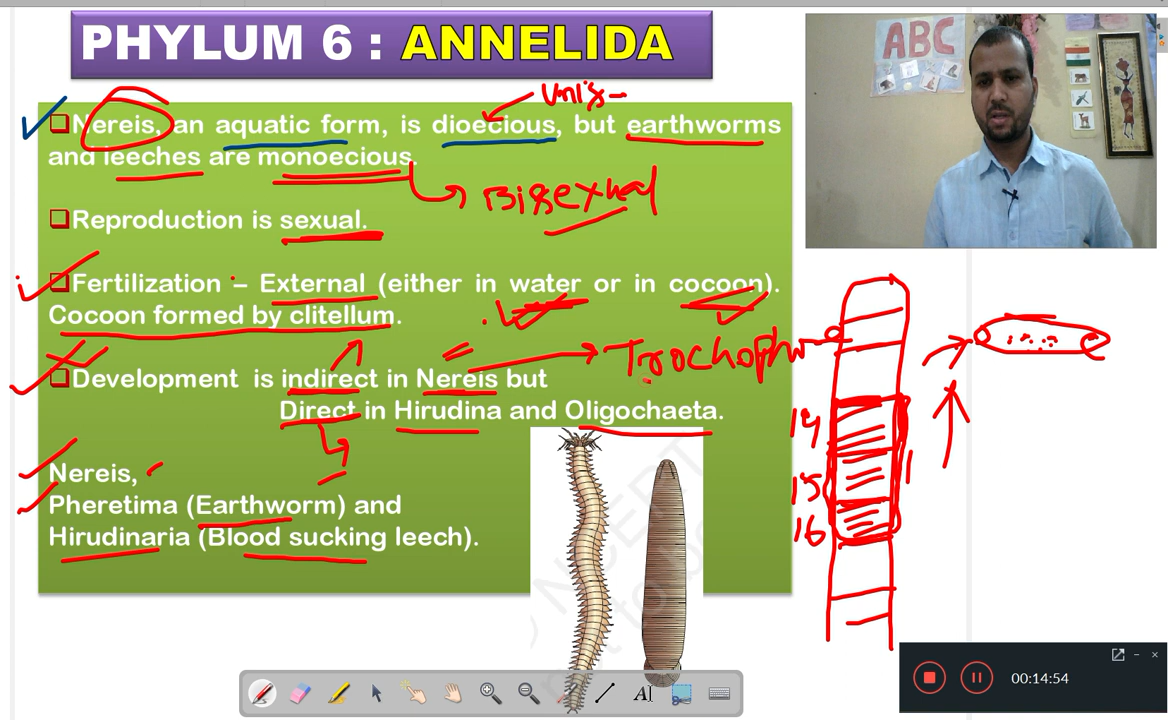 PHYLUM 6 : ANNELIDA
ABC
Unis-
Nereis, an aquatic form, is dioecious, but earthworms
and leeches are monoecious.
Bisexual
Reproduction is sexual.
Fertilization – External (either in water or in cocoon).
Cocoon formed by clitellum.
Trochophor
Development is indirect in Nereis but
Direct in Hirudina and Oligochaeta.
14
15
16
Nereis,
Pheretima (Earthworm) and
Hirudinaria (Blood sucking leech).
00:14:54
A